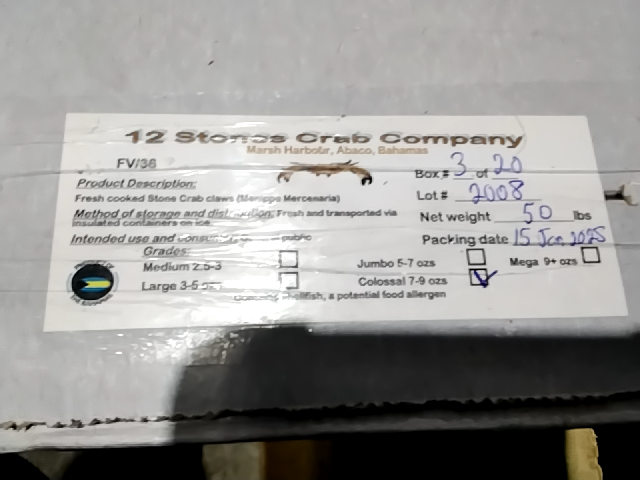 12 Stones Crab Company
Marsh Harbour, Abaco, Bahamas
FV/36
Box # 3 of 20
Product Description:
Lot # 2008
Fresh cooked Stone Crab claws (Menippe Mercenaria)
Method of storage and distribution: Fresh and transported via
insulated containers on ice.
Net weight 50 lbs
Intended use and public
Packing date 15 Jan 2025
Grades:
Medium 2.5-3
Jumbo 5-7 ozs
Mega 9+ ozs
Large 3-5
Colossal 7-9 ozs
shellfish, a potential food allergen